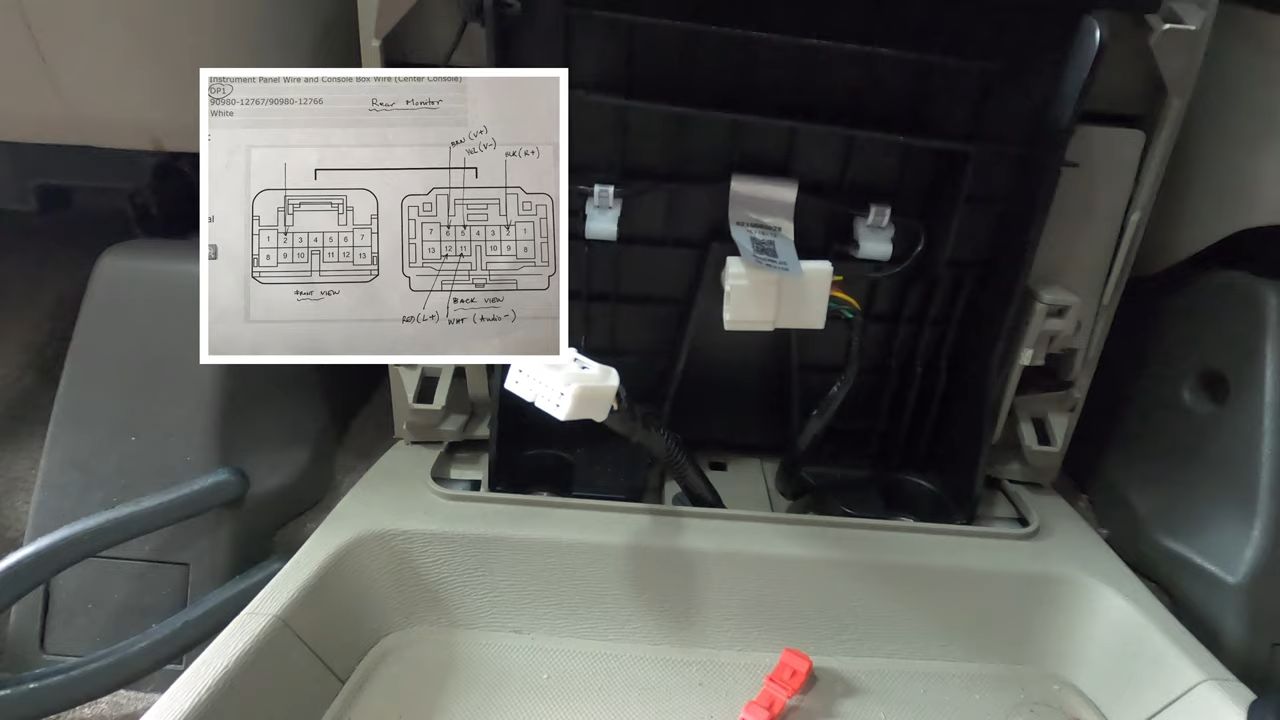 Instrument Panel Wire and Console Box Wire (Center Console)
DP1
90980-12767/90980-12766
Rear Monitor
White
BRN (V+)
YEL (V-)
BLK (R+)
1 2 3 4 5 6 7
8 9 10 11 12 13
7 6 5 4 3 2 1
13 12 11 10 9 8
FRONT VIEW
BACK VIEW
RED (L+)
WHT (Audio-)